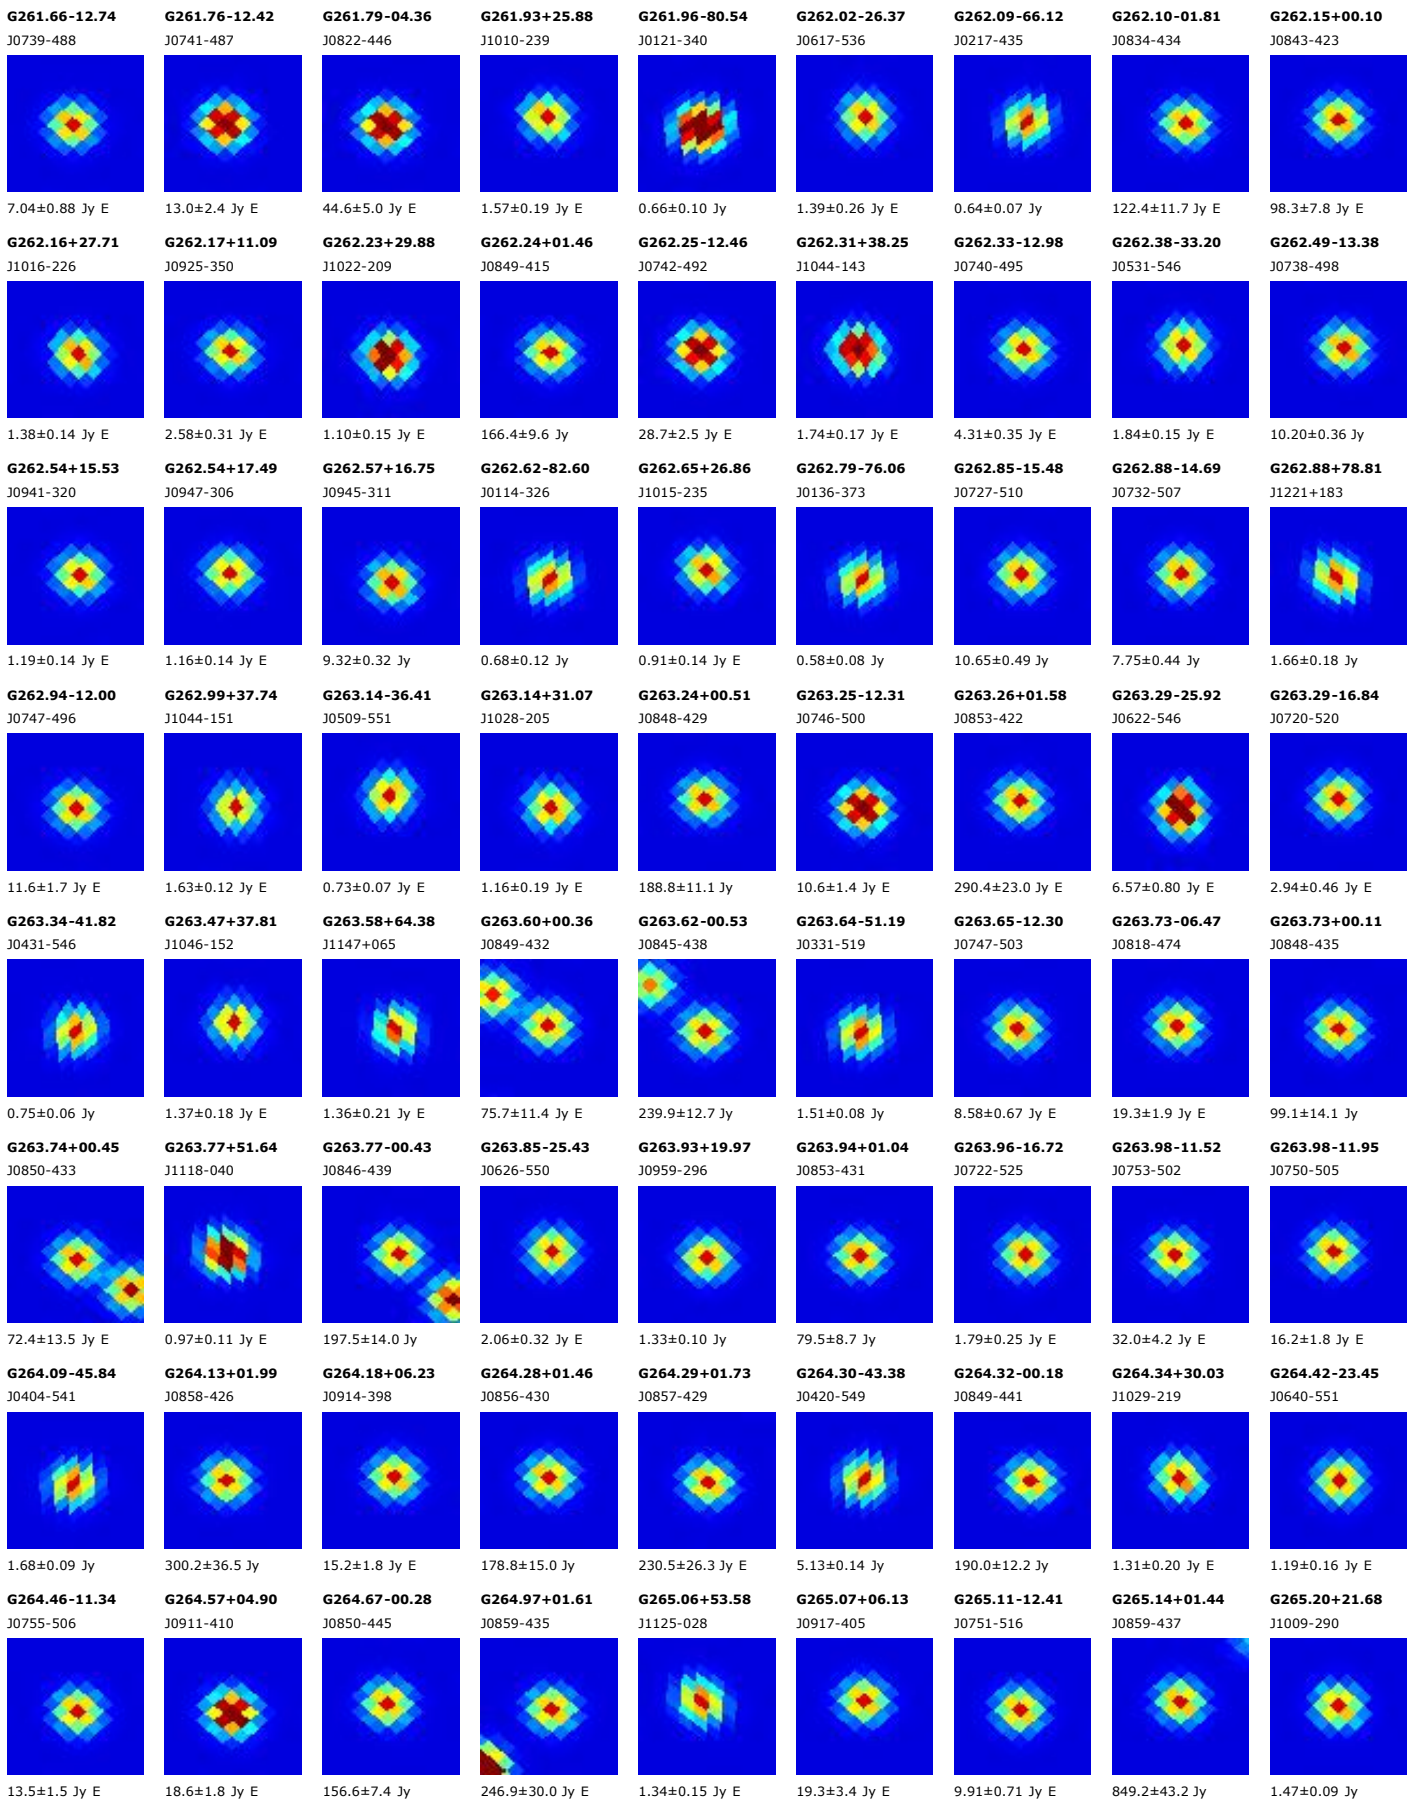 G261.66-12.74 G261.76-12.42 G261.79-04.36 G261.93+25.88 G261.96-80.54 G262.02-26.37 G262.09-66.12 G262.10-01.81 G262.15+00.10
J0739-488 J0741-487 J0822-446 J1010-239 J0121-340 J0617-536 J0217-435 J0834-434 J0843-423
7.04±0.88 Jy E 13.0±2.4 Jy E 44.6±5.0 Jy E 1.57±0.19 Jy E 0.66±0.10 Jy 1.39±0.26 Jy E 0.64±0.07 Jy 122.4±11.7 Jy E 98.3±7.8 Jy E
G262.16+27.71 G262.17+11.09 G262.23+29.88 G262.24+01.46 G262.25-12.46 G262.31+38.25 G262.33-12.98 G262.38-33.20 G262.49-13.38
J1016-226 J0925-350 J1022-209 J0849-415 J0742-492 J1044-143 J0740-495 J0531-546 J0738-498
1.38±0.14 Jy E 2.58±0.31 Jy E 1.10±0.15 Jy E 166.4±9.6 Jy 28.7±2.5 Jy E 1.74±0.17 Jy E 4.31±0.35 Jy E 1.84±0.15 Jy E 10.20±0.36 Jy
G262.54+15.53 G262.54+17.49 G262.57+16.75 G262.62-82.60 G262.65+26.86 G262.79-76.06 G262.85-15.48 G262.88-14.69 G262.88+78.81
J0941-320 J0947-306 J0945-311 J0114-326 J1015-235 J0136-373 J0727-510 J0732-507 J1221+183
1.19±0.14 Jy E 1.16±0.14 Jy E 9.32±0.32 Jy 0.68±0.12 Jy 0.91±0.14 Jy E 0.58±0.08 Jy 10.65±0.49 Jy 7.75±0.44 Jy 1.66±0.18 Jy
G262.94-12.00 G262.99+37.74 G263.14-36.41 G263.14+31.07 G263.24+00.51 G263.25-12.31 G263.26+01.58 G263.29-25.92 G263.29-16.84
J0747-496 J1044-151 J0509-551 J1028-205 J0848-429 J0746-500 J0853-422 J0622-546 J0720-520
11.6±1.7 Jy E 1.63±0.12 Jy E 0.73±0.07 Jy E 1.16±0.19 Jy E 188.8±11.1 Jy 10.6±1.4 Jy E 290.4±23.0 Jy E 6.57±0.80 Jy E 2.94±0.46 Jy E
G263.34-41.82 G263.47+37.81 G263.58+64.38 G263.60+00.36 G263.62-00.53 G263.64-51.19 G263.65-12.30 G263.73-06.47 G263.73+00.11
J0431-546 J1046-152 J1147+065 J0849-432 J0845-438 J0331-519 J0747-503 J0818-474 J0848-435
0.75±0.06 Jy 1.37±0.18 Jy E 1.36±0.21 Jy E 75.7±11.4 Jy E 239.9±12.7 Jy 1.51±0.08 Jy 8.58±0.67 Jy E 19.3±1.9 Jy E 99.1±14.1 Jy
G263.74+00.45 G263.77+51.64 G263.77-00.43 G263.85-25.43 G263.93+19.97 G263.94+01.04 G263.96-16.72 G263.98-11.52 G263.98-11.95
J0850-433 J1118-040 J0846-439 J0626-550 J0959-296 J0853-431 J0722-525 J0753-502 J0750-505
72.4±13.5 Jy E 0.97±0.11 Jy E 197.5±14.0 Jy 2.06±0.32 Jy E 1.33±0.10 Jy 79.5±8.7 Jy 1.79±0.25 Jy E 32.0±4.2 Jy E 16.2±1.8 Jy E
G264.09-45.84 G264.13+01.99 G264.18+06.23 G264.28+01.46 G264.29+01.73 G264.30-43.38 G264.32-00.18 G264.34+30.03 G264.42-23.45
J0404-541 J0858-426 J0914-398 J0856-430 J0857-429 J0420-549 J0849-441 J1029-219 J0640-551
1.68±0.09 Jy 300.2±36.5 Jy 15.2±1.8 Jy E 178.8±15.0 Jy 230.5±26.3 Jy E 5.13±0.14 Jy 190.0±12.2 Jy 1.31±0.20 Jy E 1.19±0.16 Jy E
G264.46-11.34 G264.57+04.90 G264.67-00.28 G264.97+01.61 G265.06+53.58 G265.07+06.13 G265.11-12.41 G265.14+01.44 G265.20+21.68
J0755-506 J0911-410 J0850-445 J0859-435 J1125-028 J0917-405 J0751-516 J0859-437 J1009-290
13.5±1.5 Jy E 18.6±1.8 Jy E 156.6±7.4 Jy 246.9±30.0 Jy E 1.34±0.15 Jy E 19.3±3.4 Jy E 9.91±0.71 Jy E 849.2±43.2 Jy 1.47±0.09 Jy